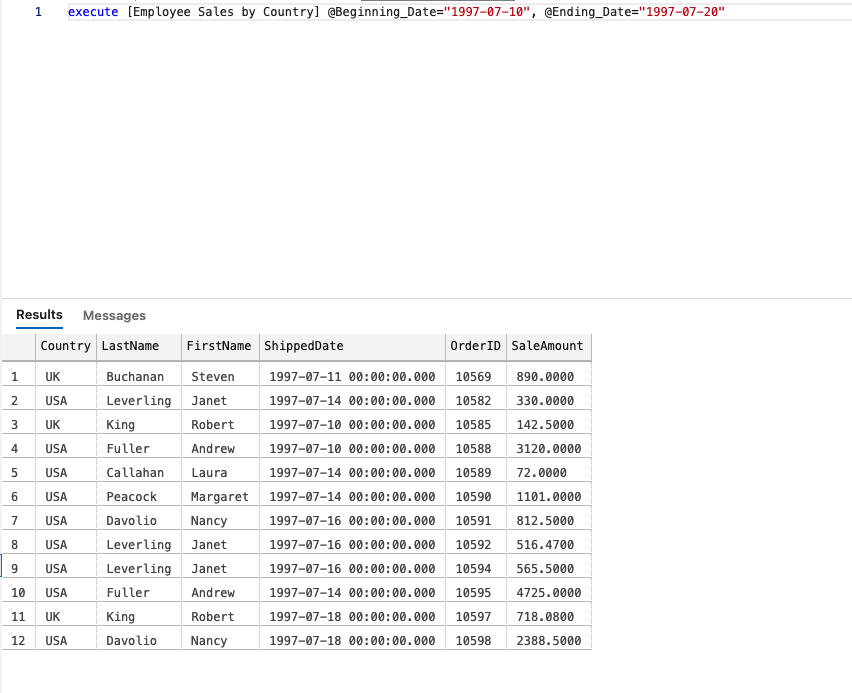 1 execute [Employee Sales by Country] @Beginning_Date="1997-07-10", @Ending_Date="1997-07-20"
Results Messages
Country LastName FirstName ShippedDate OrderID SaleAmount
1 UK Buchanan Steven 1997-07-11 00:00:00.000 10569 890.0000
2 USA Leverling Janet 1997-07-14 00:00:00.000 10582 330.0000
3 UK King Robert 1997-07-10 00:00:00.000 10585 142.5000
4 USA Fuller Andrew 1997-07-10 00:00:00.000 10588 3120.0000
5 USA Callahan Laura 1997-07-14 00:00:00.000 10589 72.0000
6 USA Peacock Margaret 1997-07-14 00:00:00.000 10590 1101.0000
7 USA Davolio Nancy 1997-07-16 00:00:00.000 10591 812.5000
8 USA Leverling Janet 1997-07-16 00:00:00.000 10592 516.4700
9 USA Leverling Janet 1997-07-16 00:00:00.000 10594 565.5000
10 USA Fuller Andrew 1997-07-14 00:00:00.000 10595 4725.0000
11 UK King Robert 1997-07-18 00:00:00.000 10597 718.0800
12 USA Davolio Nancy 1997-07-18 00:00:00.000 10598 2388.5000